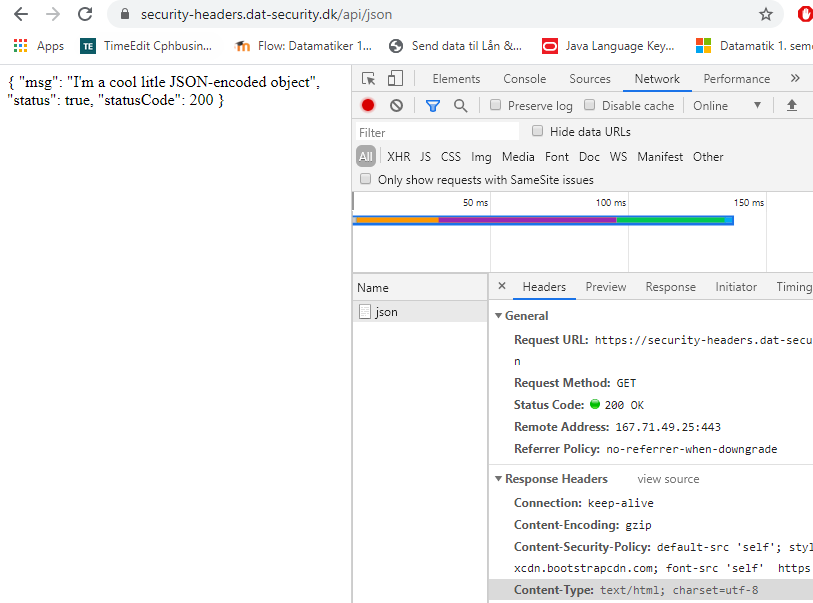 security-headers.dat-security.dk/api/json
Apps TE TimeEdit Cphbusin... Flow: Datamatiker 1... Send data til Lån &... Java Language Key... Datamatik 1. seme
{ "msg": "I'm a cool litle JSON-encoded object",
"status": true, "statusCode": 200 }
Elements Console Sources Network Performance »
Preserve log Disable cache Online ▼
Filter Hide data URLs
All XHR JS CSS Img Media Font Doc WS Manifest Other
Only show requests with SameSite issues
50 ms 100 ms 150 ms
Name
json
× Headers Preview Response Initiator Timing
▼ General
Request URL: https://security-headers.dat-secu
n
Request Method: GET
Status Code: 200 OK
Remote Address: 167.71.49.25:443
Referrer Policy: no-referrer-when-downgrade
▼ Response Headers view source
Connection: keep-alive
Content-Encoding: gzip
Content-Security-Policy: default-src 'self'; styl
xcdn.bootstrapcdn.com; font-src 'self' https
Content-Type: text/html; charset=utf-8